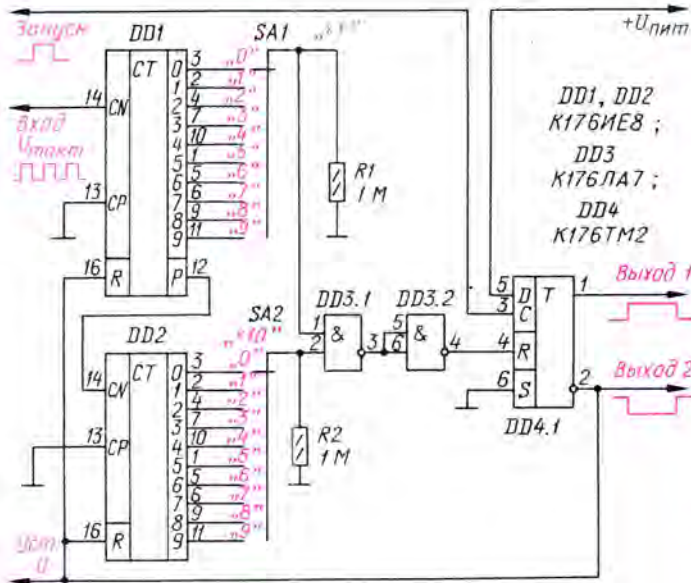 Запуск
DD1
SA1
„x1“
+Uпит
14
CN
CT
0
3
„0“
1
2
„1“
2
4
„2“
3
7
„3“
4
10
„4“
5
1
„5“
6
5
„6“
7
6
„7“
8
9
„8“
9
11
„9“
Вход
Uтакт
13
CP
16
R
P
12
R1
1 М
DD1, DD2
К176ИЕ8 ;
DD3
К176ЛА7 ;
DD4
К176ТМ2
DD2
SA2
„x10“
14
CN
CT
0
3
„0“
1
2
„1“
2
4
„2“
3
7
„3“
4
10
„4“
5
1
„5“
6
5
„6“
7
6
„7“
8
9
„8“
9
11
„9“
13
CP
16
R
Уст.
0
R2
1 М
DD3.1
1
2
&
3
DD3.2
5
6
&
4
5
D
T
1
3
C
4
R
6
S
2
DD4.1
Выход 1
Выход 2